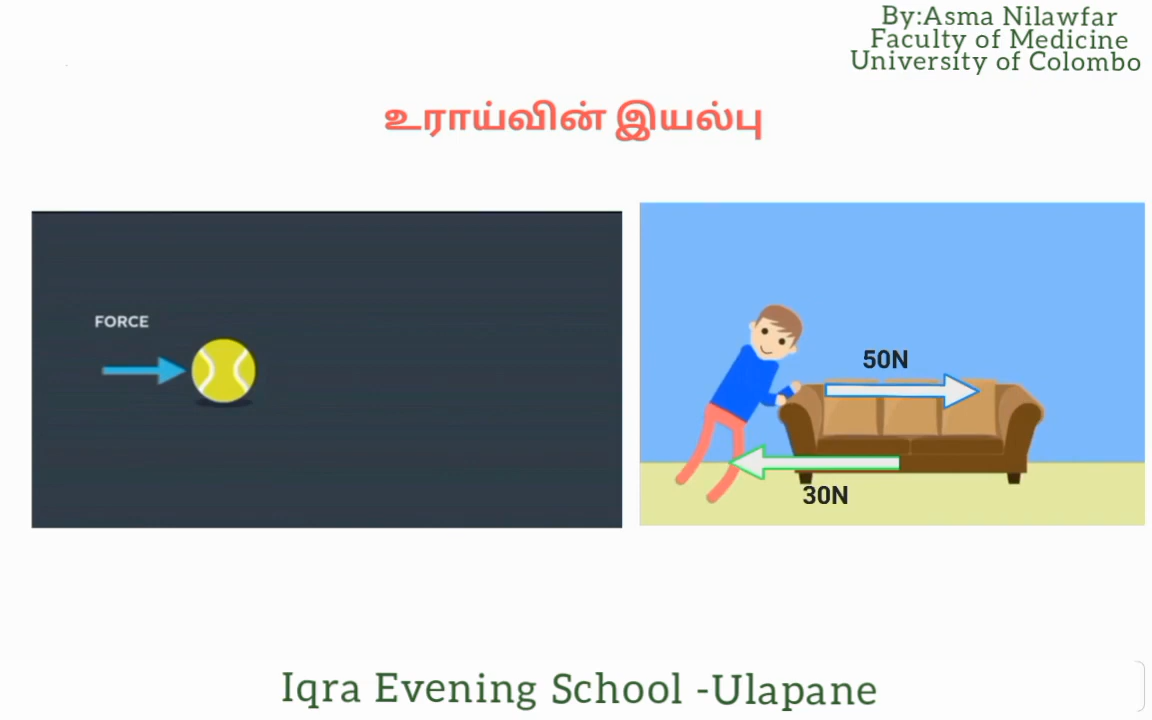 By:Asma Nilawfar
Faculty of Medicine
University of Colombo
உராய்வின் இயல்பு
FORCE
50N
30N
Iqra Evening School -Ulapane